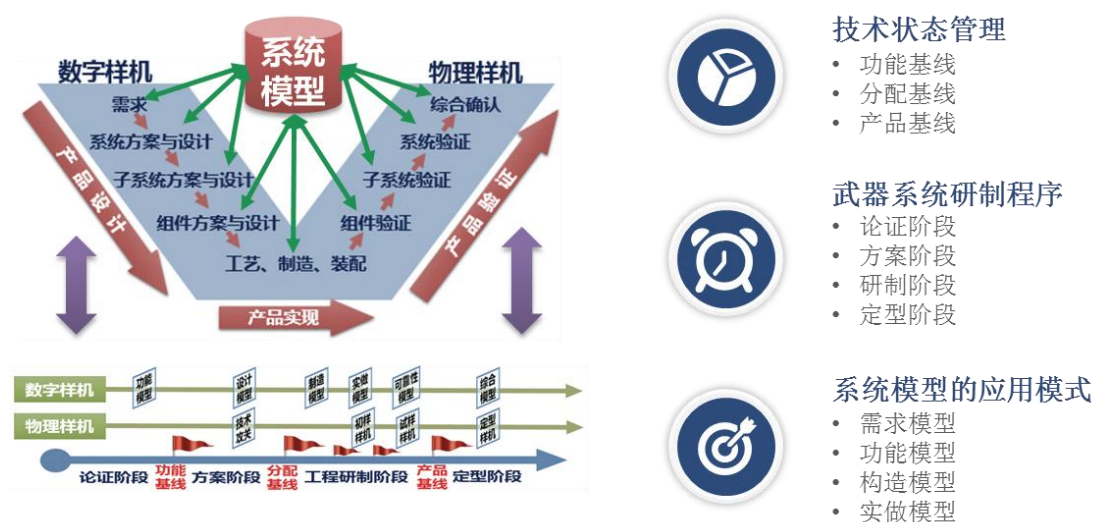 系统
模型
数字样机
物理样机
需求
综合确认
系统方案与设计
系统验证
子系统方案与设计
子系统验证
组件方案与设计
组件验证
工艺、制造、装配
产品设计
产品验证
产品实现
数字样机
功能
模型
设计
模型
制造
模型
实做
模型
可靠性
模型
综合
模型
物理样机
技术
攻关
初样
样机
试样
样机
定型
样机
论证阶段
功能
基线
方案阶段
分配
基线
工程研制阶段
产品
基线
定型阶段
技术状态管理
• 功能基线
• 分配基线
• 产品基线
武器系统研制程序
• 论证阶段
• 方案阶段
• 研制阶段
• 定型阶段
系统模型的应用模式
• 需求模型
• 功能模型
• 构造模型
• 实做模型